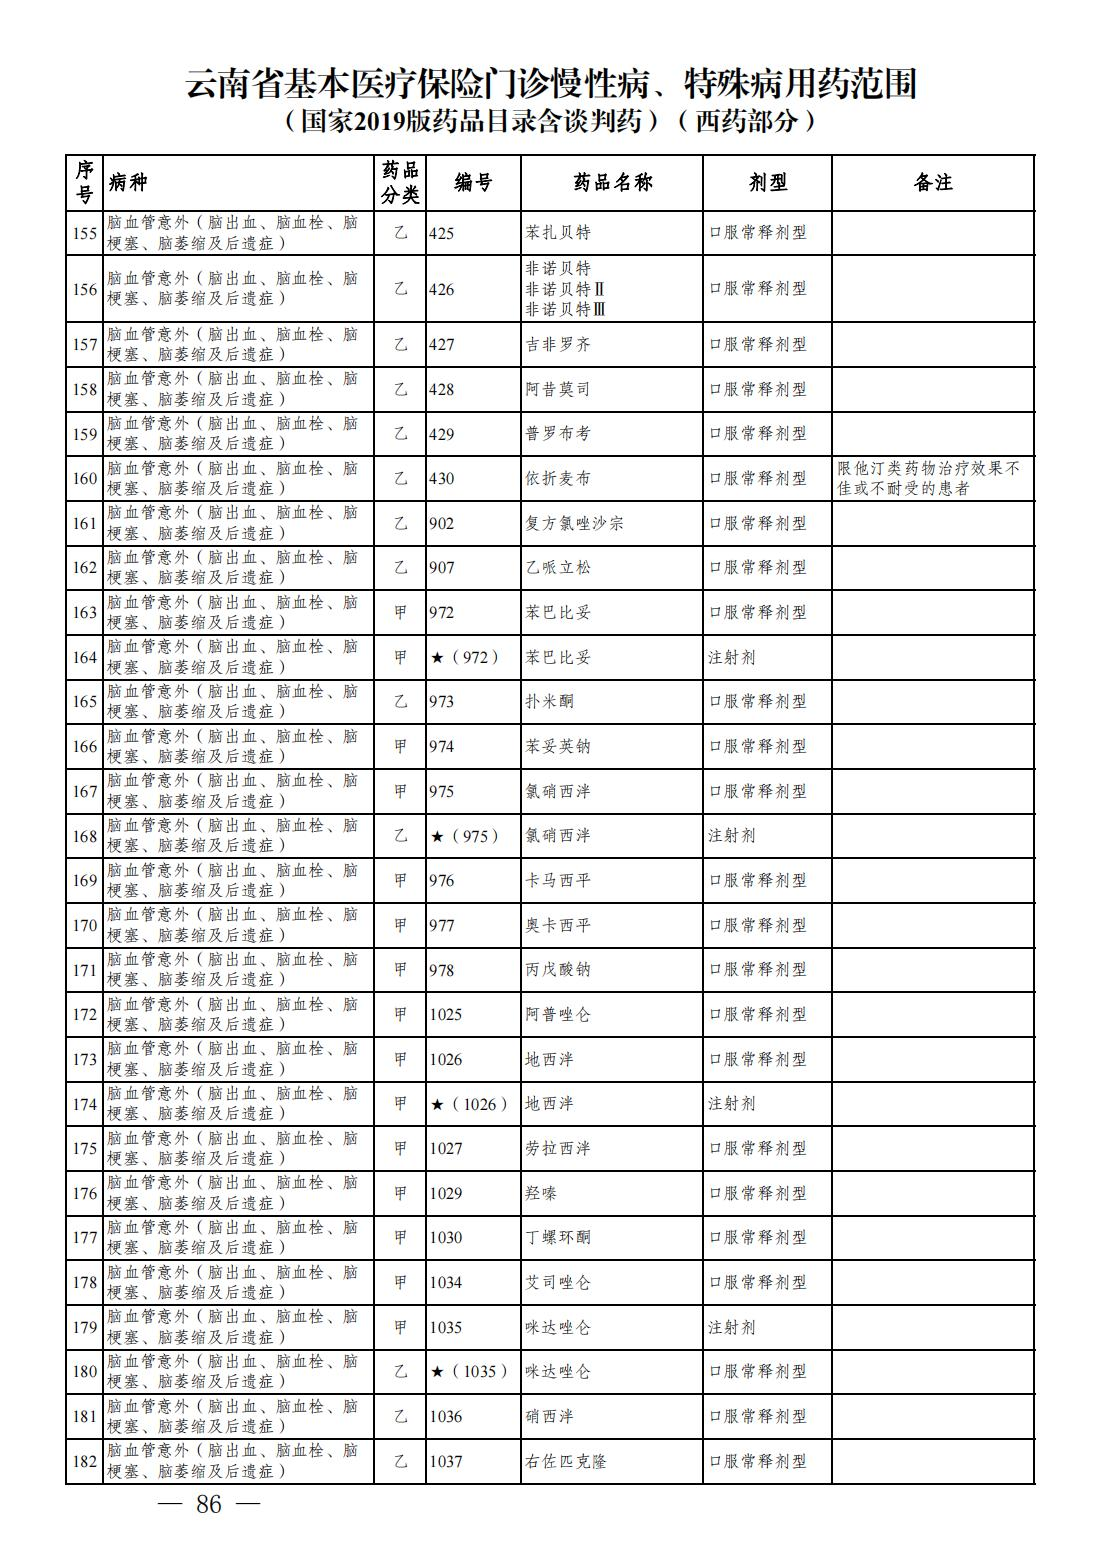 云南省基本医疗保险门诊慢性病、特殊病用药范围
（国家2019版药品目录含谈判药）（西药部分）
序号 病种 药品分类 编号 药品名称 剂型 备注
155 脑血管意外（脑出血、脑血栓、脑梗塞、脑萎缩及后遗症） 乙 425 苯扎贝特 口服常释剂型
156 脑血管意外（脑出血、脑血栓、脑梗塞、脑萎缩及后遗症） 乙 426 非诺贝特 非诺贝特Ⅱ 非诺贝特Ⅲ 口服常释剂型
157 脑血管意外（脑出血、脑血栓、脑梗塞、脑萎缩及后遗症） 乙 427 吉非罗齐 口服常释剂型
158 脑血管意外（脑出血、脑血栓、脑梗塞、脑萎缩及后遗症） 乙 428 阿昔莫司 口服常释剂型
159 脑血管意外（脑出血、脑血栓、脑梗塞、脑萎缩及后遗症） 乙 429 普罗布考 口服常释剂型
160 脑血管意外（脑出血、脑血栓、脑梗塞、脑萎缩及后遗症） 乙 430 依折麦布 口服常释剂型 限他汀类药物治疗效果不佳或不耐受的患者
161 脑血管意外（脑出血、脑血栓、脑梗塞、脑萎缩及后遗症） 乙 902 复方氯唑沙宗 口服常释剂型
162 脑血管意外（脑出血、脑血栓、脑梗塞、脑萎缩及后遗症） 乙 907 乙哌立松 口服常释剂型
163 脑血管意外（脑出血、脑血栓、脑梗塞、脑萎缩及后遗症） 甲 972 苯巴比妥 口服常释剂型
164 脑血管意外（脑出血、脑血栓、脑梗塞、脑萎缩及后遗症） 甲 ★（972） 苯巴比妥 注射剂
165 脑血管意外（脑出血、脑血栓、脑梗塞、脑萎缩及后遗症） 乙 973 扑米酮 口服常释剂型
166 脑血管意外（脑出血、脑血栓、脑梗塞、脑萎缩及后遗症） 甲 974 苯妥英钠 口服常释剂型
167 脑血管意外（脑出血、脑血栓、脑梗塞、脑萎缩及后遗症） 甲 975 氯硝西泮 口服常释剂型
168 脑血管意外（脑出血、脑血栓、脑梗塞、脑萎缩及后遗症） 乙 ★（975） 氯硝西泮 注射剂
169 脑血管意外（脑出血、脑血栓、脑梗塞、脑萎缩及后遗症） 甲 976 卡马西平 口服常释剂型
170 脑血管意外（脑出血、脑血栓、脑梗塞、脑萎缩及后遗症） 甲 977 奥卡西平 口服常释剂型
171 脑血管意外（脑出血、脑血栓、脑梗塞、脑萎缩及后遗症） 甲 978 丙戊酸钠 口服常释剂型
172 脑血管意外（脑出血、脑血栓、脑梗塞、脑萎缩及后遗症） 甲 1025 阿普唑仑 口服常释剂型
173 脑血管意外（脑出血、脑血栓、脑梗塞、脑萎缩及后遗症） 甲 1026 地西泮 口服常释剂型
174 脑血管意外（脑出血、脑血栓、脑梗塞、脑萎缩及后遗症） 甲 ★（1026） 地西泮 注射剂
175 脑血管意外（脑出血、脑血栓、脑梗塞、脑萎缩及后遗症） 甲 1027 劳拉西泮 口服常释剂型
176 脑血管意外（脑出血、脑血栓、脑梗塞、脑萎缩及后遗症） 甲 1029 羟嗪 口服常释剂型
177 脑血管意外（脑出血、脑血栓、脑梗塞、脑萎缩及后遗症） 甲 1030 丁螺环酮 口服常释剂型
178 脑血管意外（脑出血、脑血栓、脑梗塞、脑萎缩及后遗症） 甲 1034 艾司唑仑 口服常释剂型
179 脑血管意外（脑出血、脑血栓、脑梗塞、脑萎缩及后遗症） 甲 1035 咪达唑仑 注射剂
180 脑血管意外（脑出血、脑血栓、脑梗塞、脑萎缩及后遗症） 乙 ★（1035） 咪达唑仑 口服常释剂型
181 脑血管意外（脑出血、脑血栓、脑梗塞、脑萎缩及后遗症） 乙 1036 硝西泮 口服常释剂型
182 脑血管意外（脑出血、脑血栓、脑梗塞、脑萎缩及后遗症） 乙 1037 右佐匹克隆 口服常释剂型
— 86 —